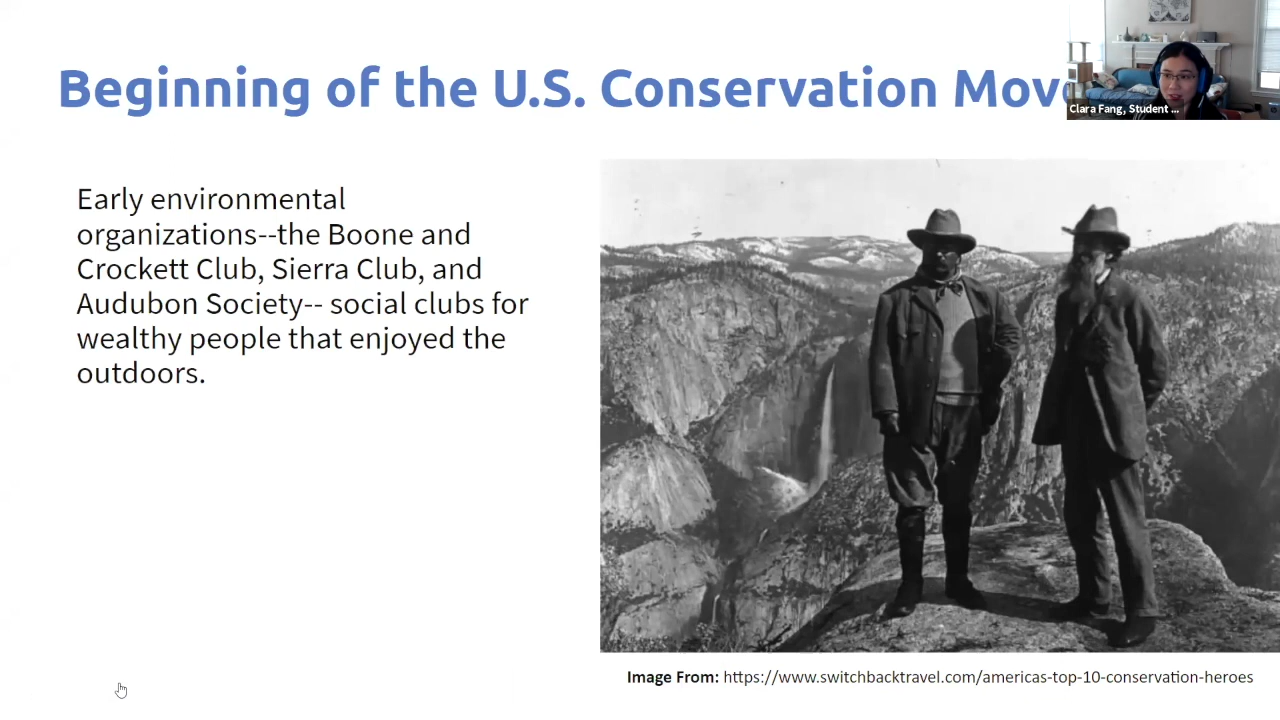 Beginning of the U.S. Conservation
Clara Fang, Student ...
Early environmental
organizations--the Boone and
Crockett Club, Sierra Club, and
Audubon Society-- social clubs for
wealthy people that enjoyed the
outdoors.
Image From: https://www.switchbacktravel.com/americas-top-10-conservation-heroes